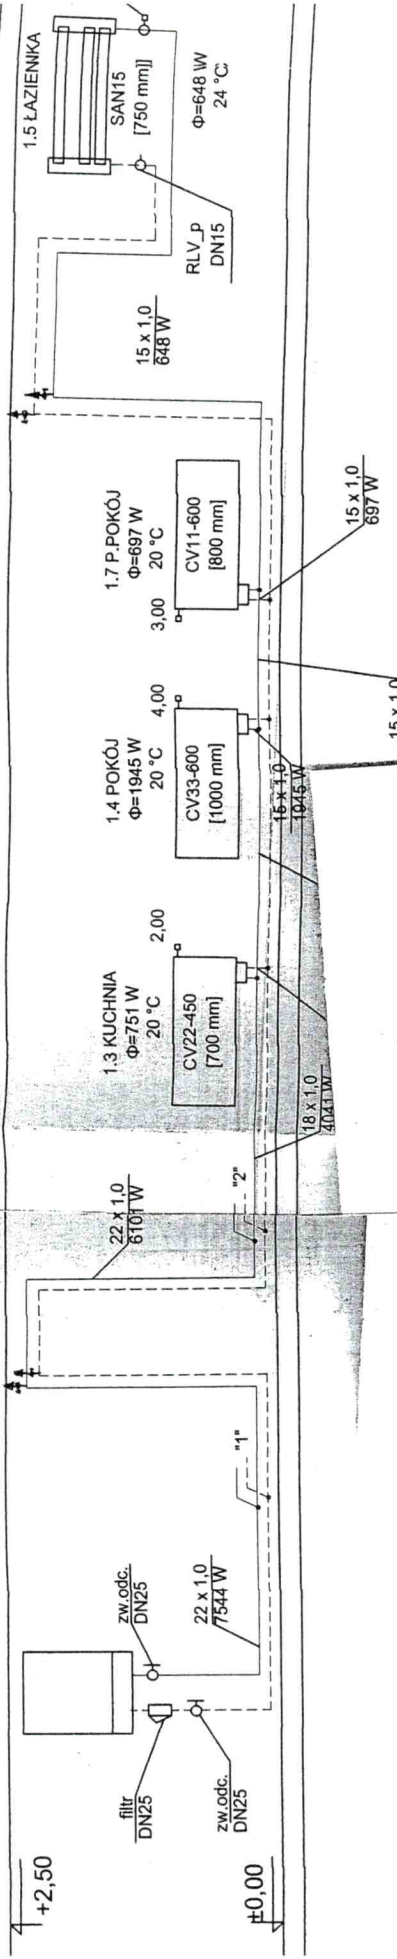 +2,50
±0,00
filtr
DN25
zw.odc.
DN25
zw.odc.
DN25
22 x 1,0
7544 W
"1"
22 x 1,0
6101 W
"2"
18 x 1,0
4041 W
1.3 KUCHNIA
Φ=751 W
20 °C
2,00
CV22-450
[700 mm]
1.4 POKÓJ
Φ=1945 W
20 °C
4,00
CV33-600
[1000 mm]
15 x 1,0
1945 W
1.7 P.POKÓJ
Φ=697 W
20 °C
3,00
CV11-600
[800 mm]
15 x 1,0
697 W
15 x 1,0
15 x 1,0
648 W
RLV_p
DN15
1.5 ŁAZIENKA
SAN15
[750 mm]]
Φ=648 W
24 °C